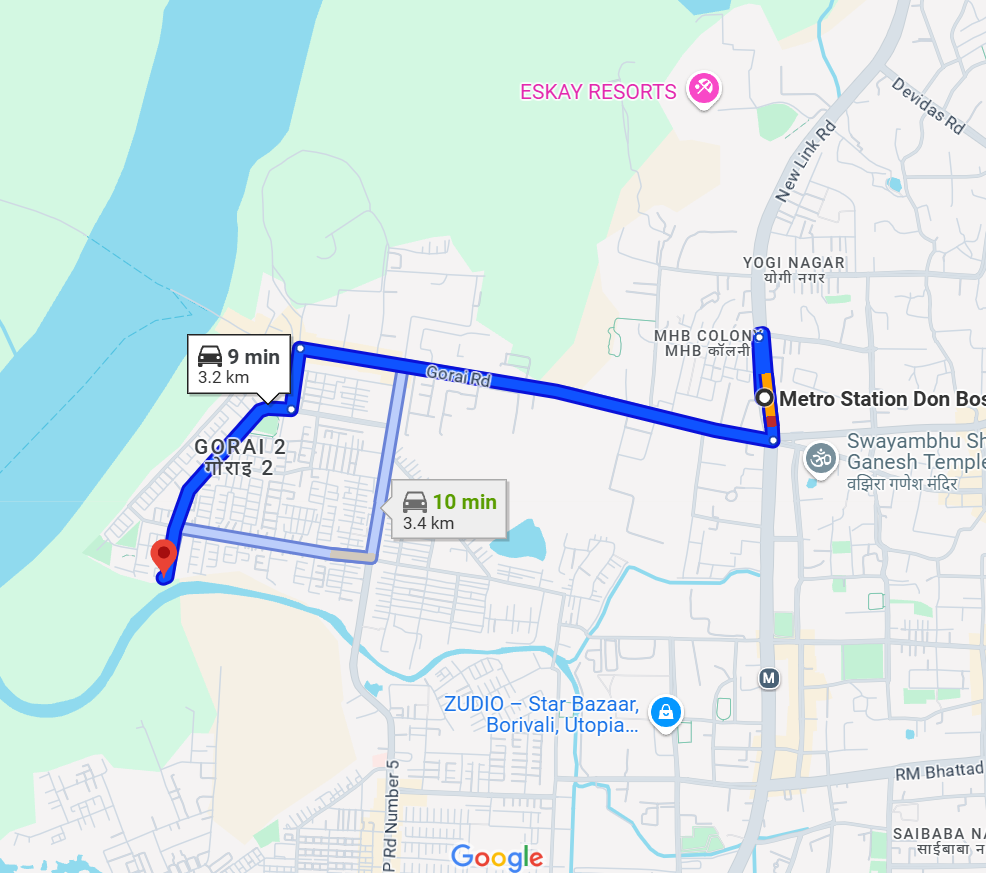 ESKAY RESORTS
Devidas Rd
New Link Rd
YOGI NAGAR
योगी नगर
MHB COLONY
MHB कॉलनी
9 min
3.2 km
Gorai Rd
Metro Station Don Bos
GORAI 2
गोराइ 2
Swayambhu Sh
Ganesh Temple
वझिरा गणेश मंदिर
10 min
3.4 km
M
ZUDIO – Star Bazaar,
Borivali, Utopia...
P Rd Number 5
RM Bhattad
SAIBABA NA
साईबाबा न
Google